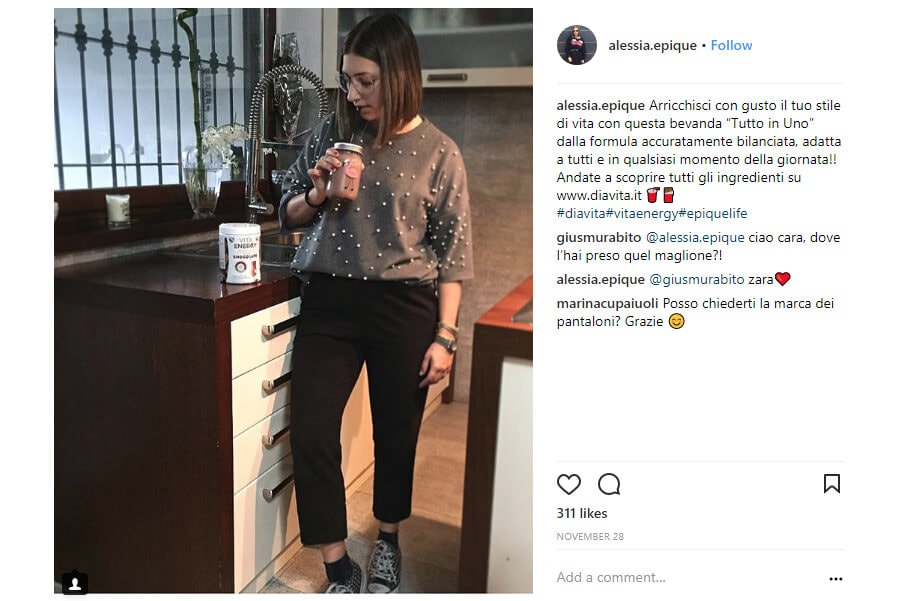 VITA
ENERGY
CHOCOLATE
alessia.epique • Follow
alessia.epique Arricchisci con gusto il tuo stile
di vita con questa bevanda “Tutto in Uno”
dalla formula accuratamente bilanciata, adatta
a tutti e in qualsiasi momento della giornata!!
Andate a scoprire tutti gli ingredienti su
www.diavita.it
#diavita#vitaenergy#epiquelife
giusmurabito @alessia.epique ciao cara, dove
l’hai preso quel maglione?!
alessia.epique @giusmurabito zara❤️
marinacupaiuoli Posso chiederti la marca dei
pantaloni? Grazie 😊
311 likes
NOVEMBER 28
Add a comment...